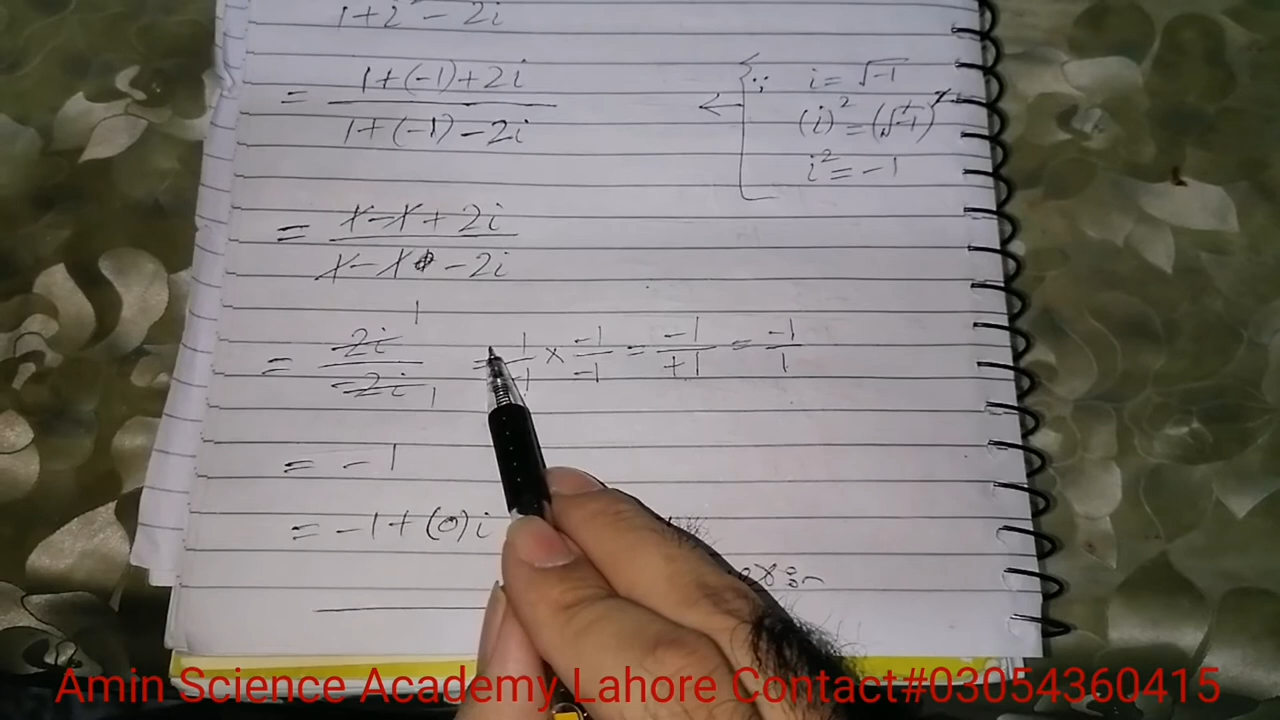 1+i² - 2i
= 1+(-1)+2i / 1+(-1)-2i
∵ i = √-1
(i)² = (√-1)²
i² = -1
= 1-1+2i / 1-1-2i
= 2i / -2i = 1/-1 × -1/-1 = -1/+1 = -1/1
= -1
= -1+(0)i
Amin Science Academy Lahore Contact#03054360415